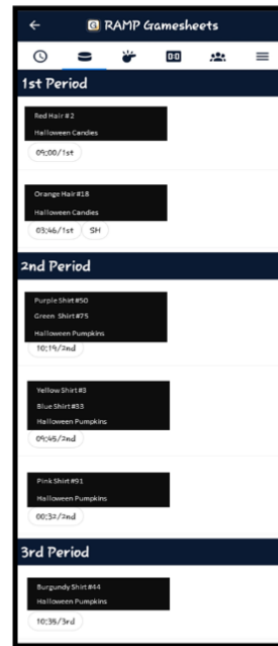 RAMP Gamesheets
1st Period
Red Hair #2
Halloween Candies
09:00/1st
Orange Hair#18
Halloween Candies
03:46/1st SH
2nd Period
Purple Shirt #50
Green Shirt #75
Halloween Pumpkins
10:19/2nd
Yellow Shirt #3
Blue Shirt #33
Halloween Pumpkins
09:45/2nd
Pink Shirt #91
Halloween Pumpkins
00:32/2nd
3rd Period
Burgundy Shirt #44
Halloween Pumpkins
10:35/3rd